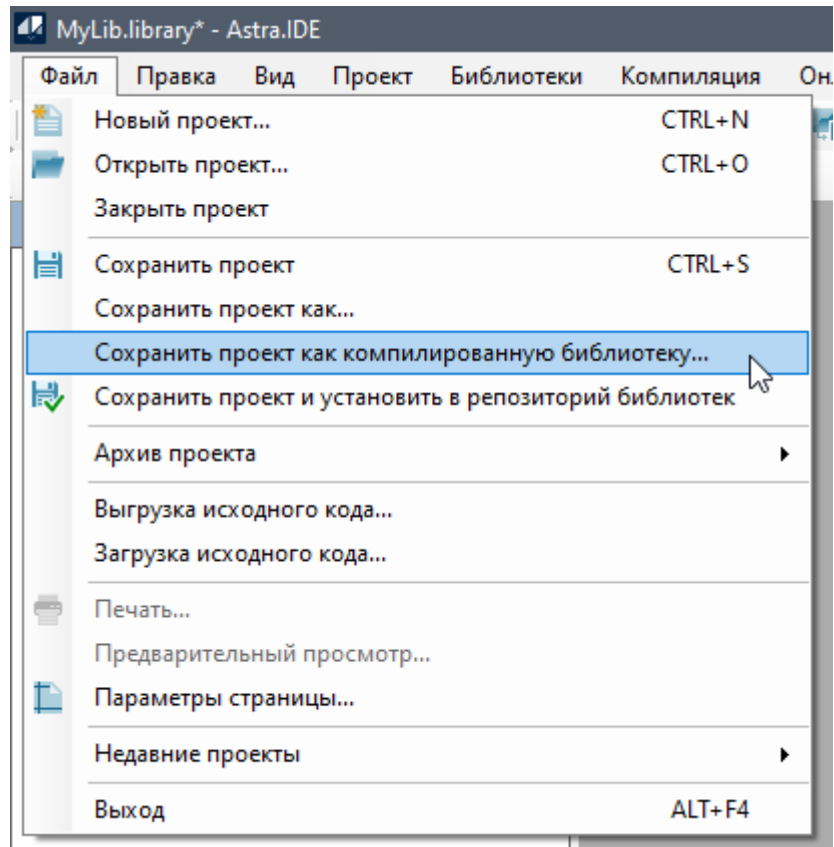 MyLib.library* - Astra.IDE
Файл Правка Вид Проект Библиотеки Компиляция
Новый проект... CTRL+N
Открыть проект... CTRL+O
Закрыть проект
Сохранить проект CTRL+S
Сохранить проект как...
Сохранить проект как компилированную библиотеку...
Сохранить проект и установить в репозиторий библиотек
Архив проекта
Выгрузка исходного кода...
Загрузка исходного кода...
Печать...
Предварительный просмотр...
Параметры страницы...
Недавние проекты
Выход ALT+F4